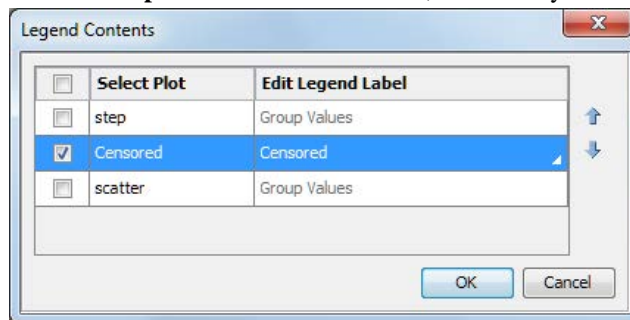 Legend Contents
x
Select Plot Edit Legend Label
step Group Values
Censored Censored
scatter Group Values
OK Cancel